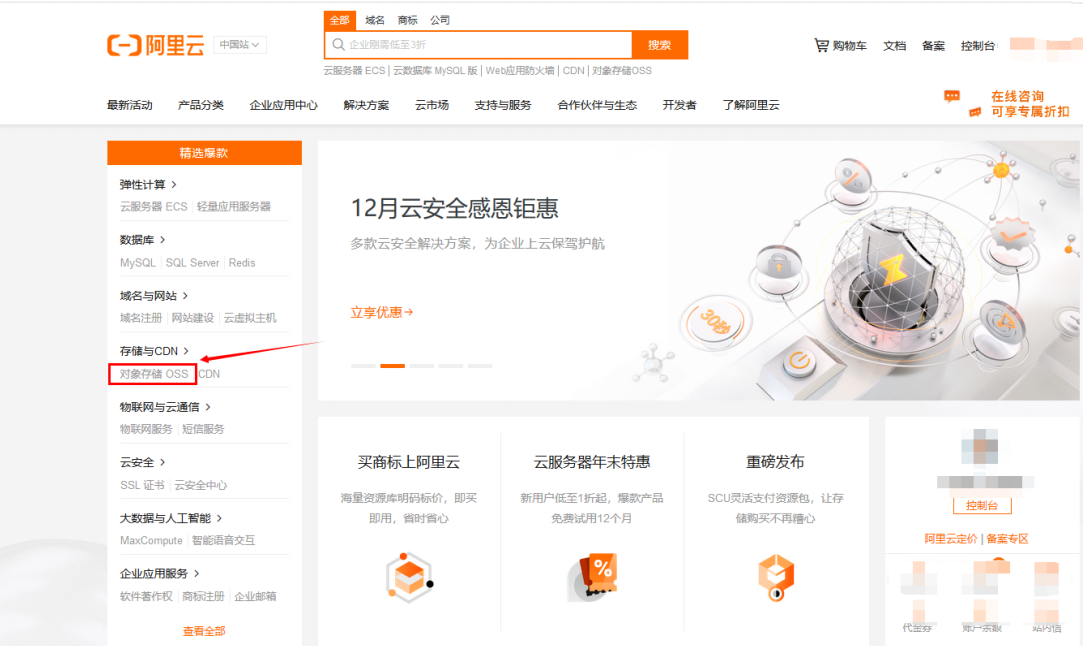 全部 域名 商标 公司
阿里云 中国站
企业刚需低至3折 搜索
购物车 文档 备案 控制台
云服务器 ECS | 云数据库 MySQL 版 | Web应用防火墙 | CDN | 对象存储OSS
最新活动 产品分类 企业应用中心 解决方案 云市场 支持与服务 合作伙伴与生态 开发者 了解阿里云
在线咨询
可享专属折扣
精选爆款
弹性计算 >
云服务器 ECS | 轻量应用服务器
数据库 >
MySQL | SQL Server | Redis
域名与网站 >
域名注册 | 网站建设 | 云虚拟主机
存储与CDN >
对象存储 OSS CDN
物联网与云通信 >
物联网服务 | 短信服务
云安全 >
SSL 证书 | 云安全中心
大数据与人工智能 >
MaxCompute | 智能语音交互
企业应用服务 >
软件著作权 | 商标注册 | 企业邮箱
查看全部
12月云安全感恩钜惠
多款云安全解决方案，为企业上云保驾护航
立享优惠→
30秒
买商标上阿里云
海量资源库明码标价，即买
即用，省时省心
云服务器年末特惠
新用户低至1折起，爆款产品
免费试用12个月
%
重磅发布
SCU灵活支付资源包，让存
储购买不再糟心
控制台
阿里云定价 | 备案专区
代金券 账户余额 站内信